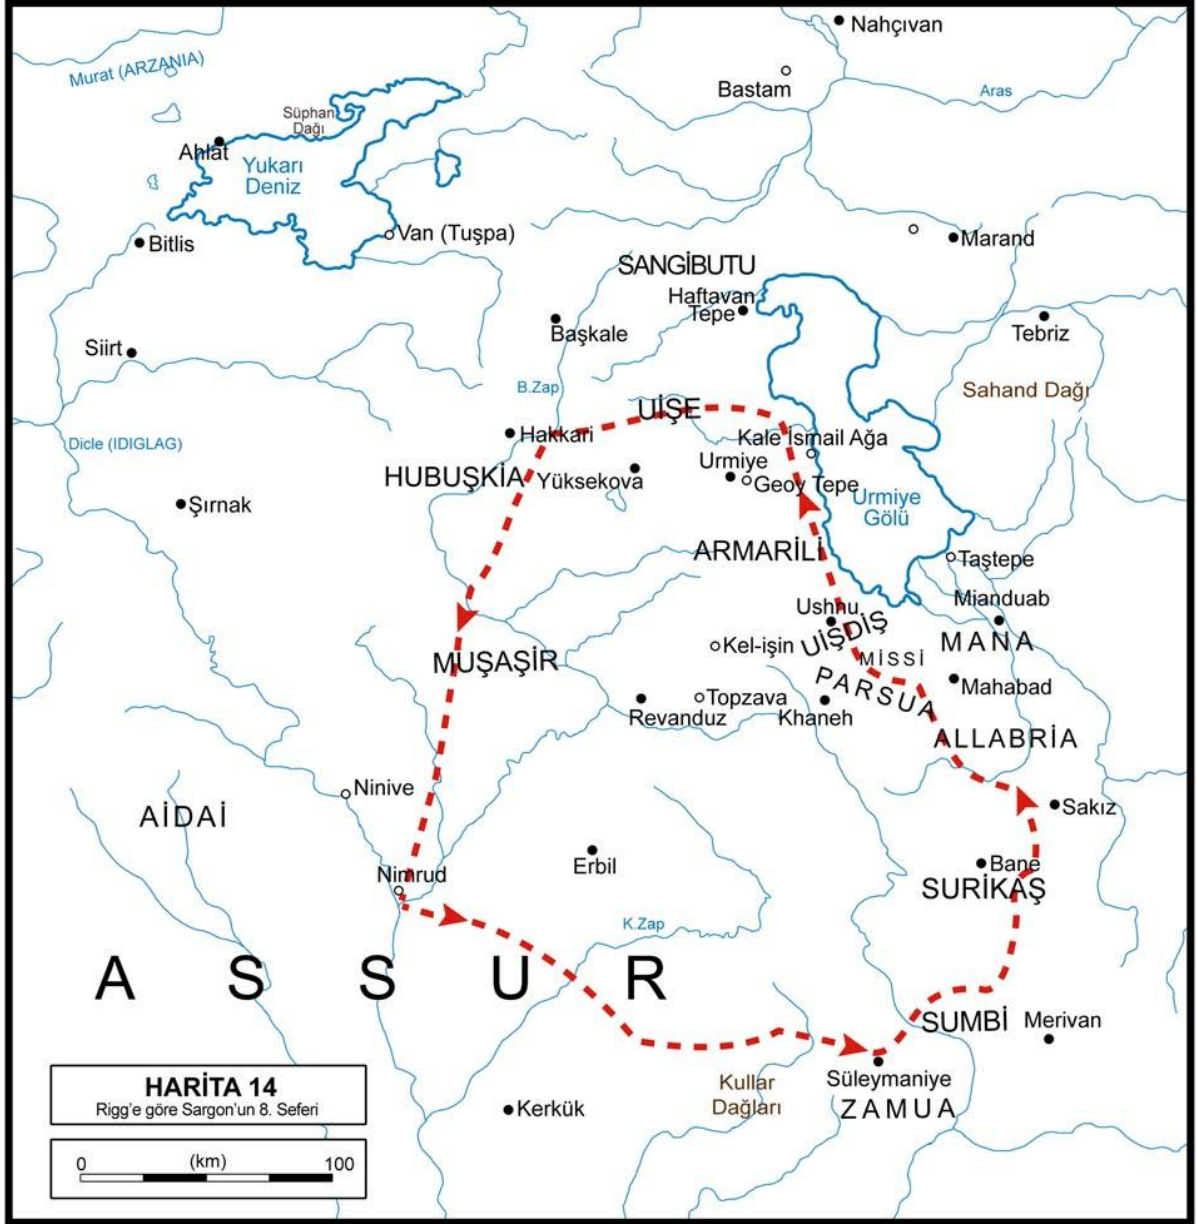 Nahçıvan
Murat (ARZANIA)
Bastam
Aras
Süphan
Dağı
Ahlat
Yukarı
Deniz
Van (Tuşpa)
Bitlis
Marand
SANGİBUTU
Haftavan
Tepe
Başkale
Tebriz
Siirt
B.Zap
Sahand Dağı
UİŞE
Dicle (IDIGLAG)
Hakkari
Kale İsmail Ağa
Urmiye
HUBUŞKİA
Yüksekova
Geoy Tepe
Şırnak
Urmiye
Gölü
ARMARİLİ
Taştepe
Mianduab
Ushnu
UİŞDİŞ
MANA
Kel-işin
MİSSİ
MUŞAŞİR
PARSUA
Mahabad
Topzava
Revanduz
Khaneh
ALLABRİA
Ninive
Sakız
AİDAİ
Erbil
Bane
Nimrud
SURİKAŞ
K.Zap
ASSUR
SUMBİ
Merivan
Süleymaniye
Kullar
Dağları
ZAMUA
Kerkük
HARİTA 14
Rigg'e göre Sargon'un 8. Seferi
0 (km) 100